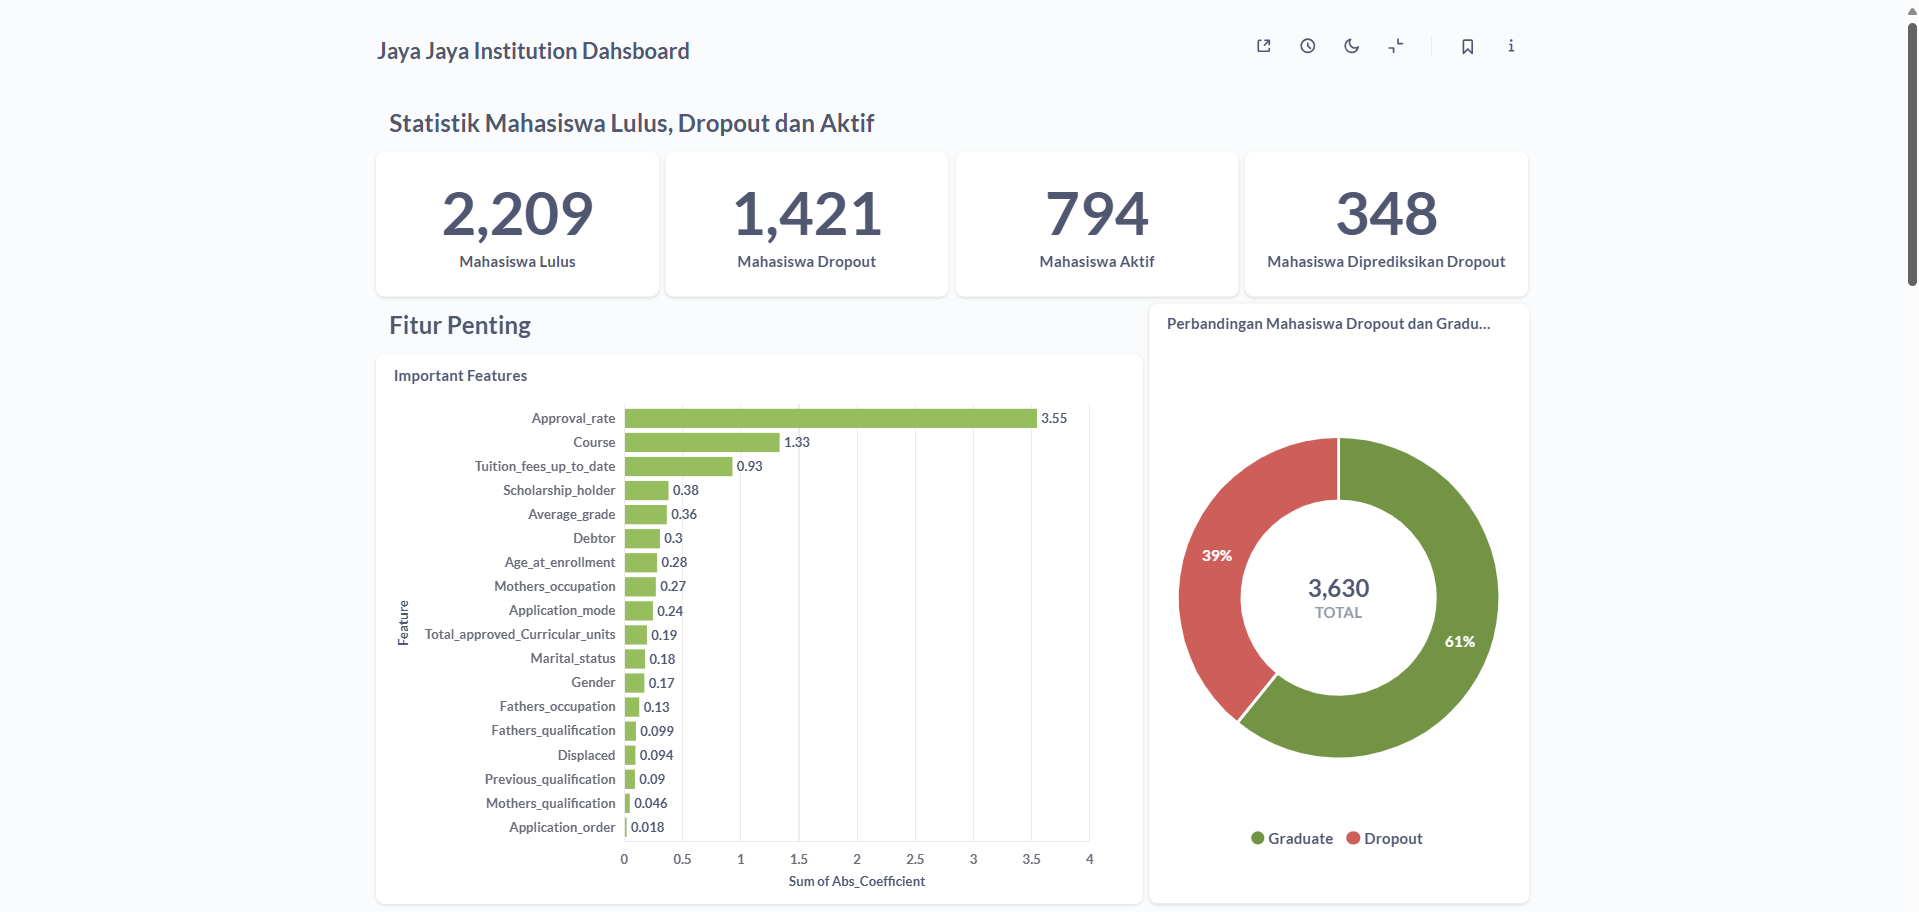 Jaya Jaya Institution Dahsboard
Statistik Mahasiswa Lulus, Dropout dan Aktif
2,209
Mahasiswa Lulus
1,421
Mahasiswa Dropout
794
Mahasiswa Aktif
348
Mahasiswa Diprediksikan Dropout
Fitur Penting
Important Features
Feature
Approval_rate 3.55
Course 1.33
Tuition_fees_up_to_date 0.93
Scholarship_holder 0.38
Average_grade 0.36
Debtor 0.3
Age_at_enrollment 0.28
Mothers_occupation 0.27
Application_mode 0.24
Total_approved_Curricular_units 0.19
Marital_status 0.18
Gender 0.17
Fathers_occupation 0.13
Fathers_qualification 0.099
Displaced 0.094
Previous_qualification 0.09
Mothers_qualification 0.046
Application_order 0.018
0 0.5 1 1.5 2 2.5 3 3.5 4
Sum of Abs_Coefficient
Perbandingan Mahasiswa Dropout dan Gradu...
39%
3,630
TOTAL
61%
Graduate Dropout